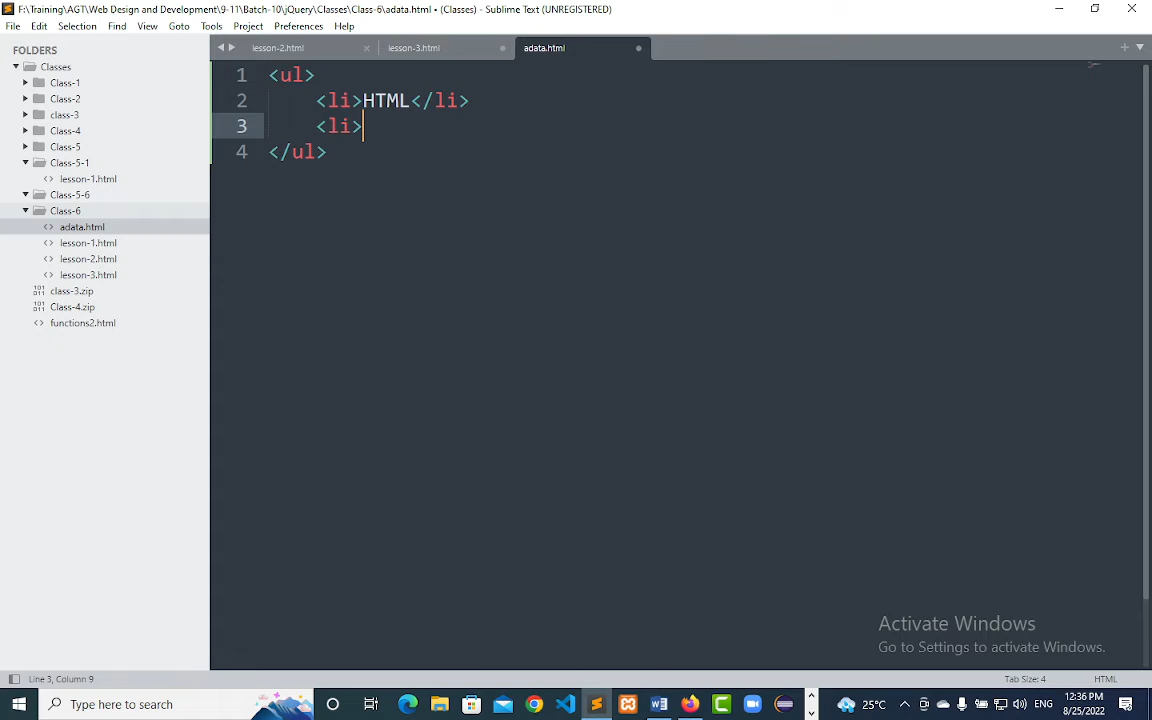 F:\Training\AGT\Web Design and Development\9-11\Batch-10\jQuery\Classes\Class-6\adata.html • (Classes) - Sublime Text (UNREGISTERED)
File Edit Selection Find View Goto Tools Project Preferences Help
FOLDERS
Classes
Class-1
Class-2
class-3
Class-4
Class-5
Class-5-1
lesson-1.html
Class-5-6
Class-6
adata.html
lesson-1.html
lesson-2.html
lesson-3.html
class-3.zip
Class-4.zip
functions2.html
lesson-2.html lesson-3.html adata.html
1 <ul>
2 <li>HTML</li>
3 <li>
4 </ul>
Activate Windows
Go to Settings to activate Windows.
Line 3, Column 9 Tab Size: 4 HTML
Type here to search
25°C
ENG
12:36 PM
8/25/2022